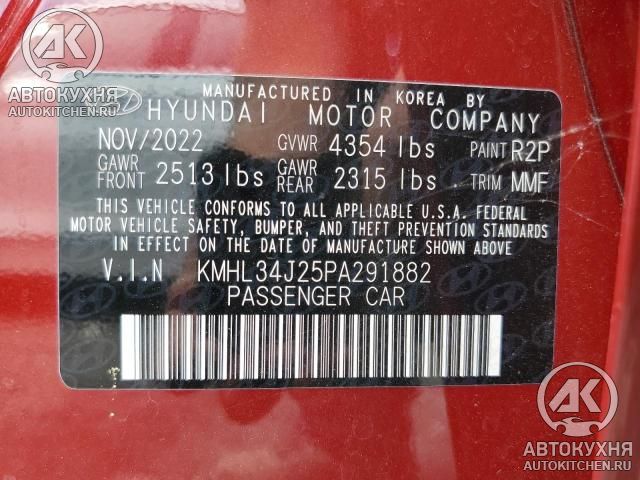 AK
АВТОКУХНЯ
AUTOKITCHEN.RU
MANUFACTURED IN KOREA BY
HYUNDAI MOTOR COMPANY
NOV/2022 GVWR 4354 lbs PAINT R2P
GAWR FRONT 2513 lbs GAWR REAR 2315 lbs TRIM MMF
THIS VEHICLE CONFORMS TO ALL APPLICABLE U.S.A. FEDERAL
MOTOR VEHICLE SAFETY, BUMPER, AND THEFT PREVENTION STANDARDS
IN EFFECT ON THE DATE OF MANUFACTURE SHOWN ABOVE.
V.I.N KMHL34J25PA291882
PASSENGER CAR
AK
АВТОКУХНЯ
AUTOKITCHEN.RU